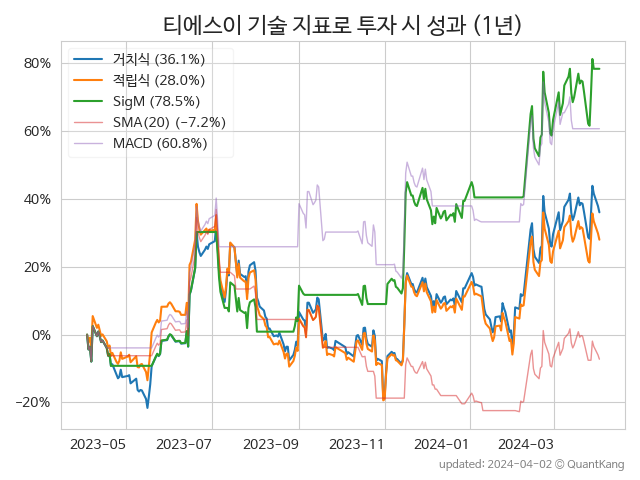 티에스이 기술 지표로 투자 시 성과 (1년)
거치식 (36.1%)
적립식 (28.0%)
SigM (78.5%)
SMA(20) (−7.2%)
MACD (60.8%)
80%
60%
40%
20%
0%
−20%
2023-05 2023-07 2023-09 2023-11 2024-01 2024-03
updated: 2024-04-02 © QuantKang